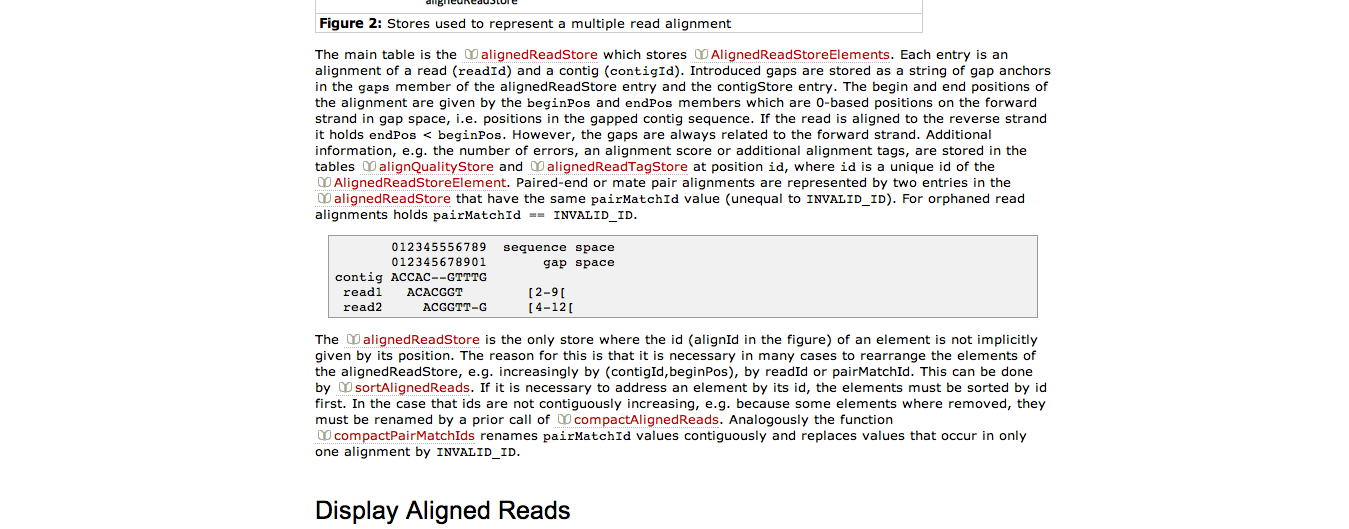 alignedReadStore
Figure 2: Stores used to represent a multiple read alignment
The main table is the alignedReadStore which stores AlignedReadStoreElements. Each entry is an
alignment of a read (readId) and a contig (contigId). Introduced gaps are stored as a string of gap anchors
in the gaps member of the alignedReadStore entry and the contigStore entry. The begin and end positions of
the alignment are given by the beginPos and endPos members which are 0-based positions on the forward
strand in gap space, i.e. positions in the gapped contig sequence. If the read is aligned to the reverse strand
it holds endPos < beginPos. However, the gaps are always related to the forward strand. Additional
information, e.g. the number of errors, an alignment score or additional alignment tags, are stored in the
tables alignQualityStore and alignedReadTagStore at position id, where id is a unique id of the
AlignedReadStoreElement. Paired-end or mate pair alignments are represented by two entries in the
alignedReadStore that have the same pairMatchId value (unequal to INVALID_ID). For orphaned read
alignments holds pairMatchId == INVALID_ID.
012345556789 sequence space
012345678901 gap space
contig ACCAC--GTTTG
read1 ACACGGT [2-9[
read2 ACGGTT-G [4-12[
The alignedReadStore is the only store where the id (alignId in the figure) of an element is not implicitly
given by its position. The reason for this is that it is necessary in many cases to rearrange the elements of
the alignedReadStore, e.g. increasingly by (contigId,beginPos), by readId or pairMatchId. This can be done
by sortAlignedReads. If it is necessary to address an element by its id, the elements must be sorted by id
first. In the case that ids are not contiguously increasing, e.g. because some elements where removed, they
must be renamed by a prior call of compactAlignedReads. Analogously the function
compactPairMatchIds renames pairMatchId values contiguously and replaces values that occur in only
one alignment by INVALID_ID.
Display Aligned Reads